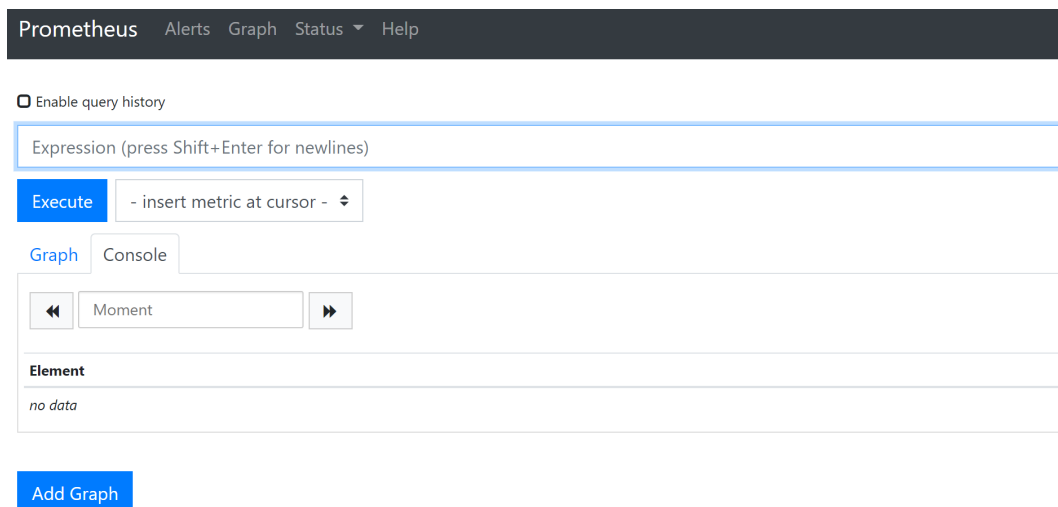 Prometheus Alerts Graph Status Help
Enable query history
Expression (press Shift+Enter for newlines)
Execute - insert metric at cursor -
Graph Console
Moment
Element
no data
Add Graph